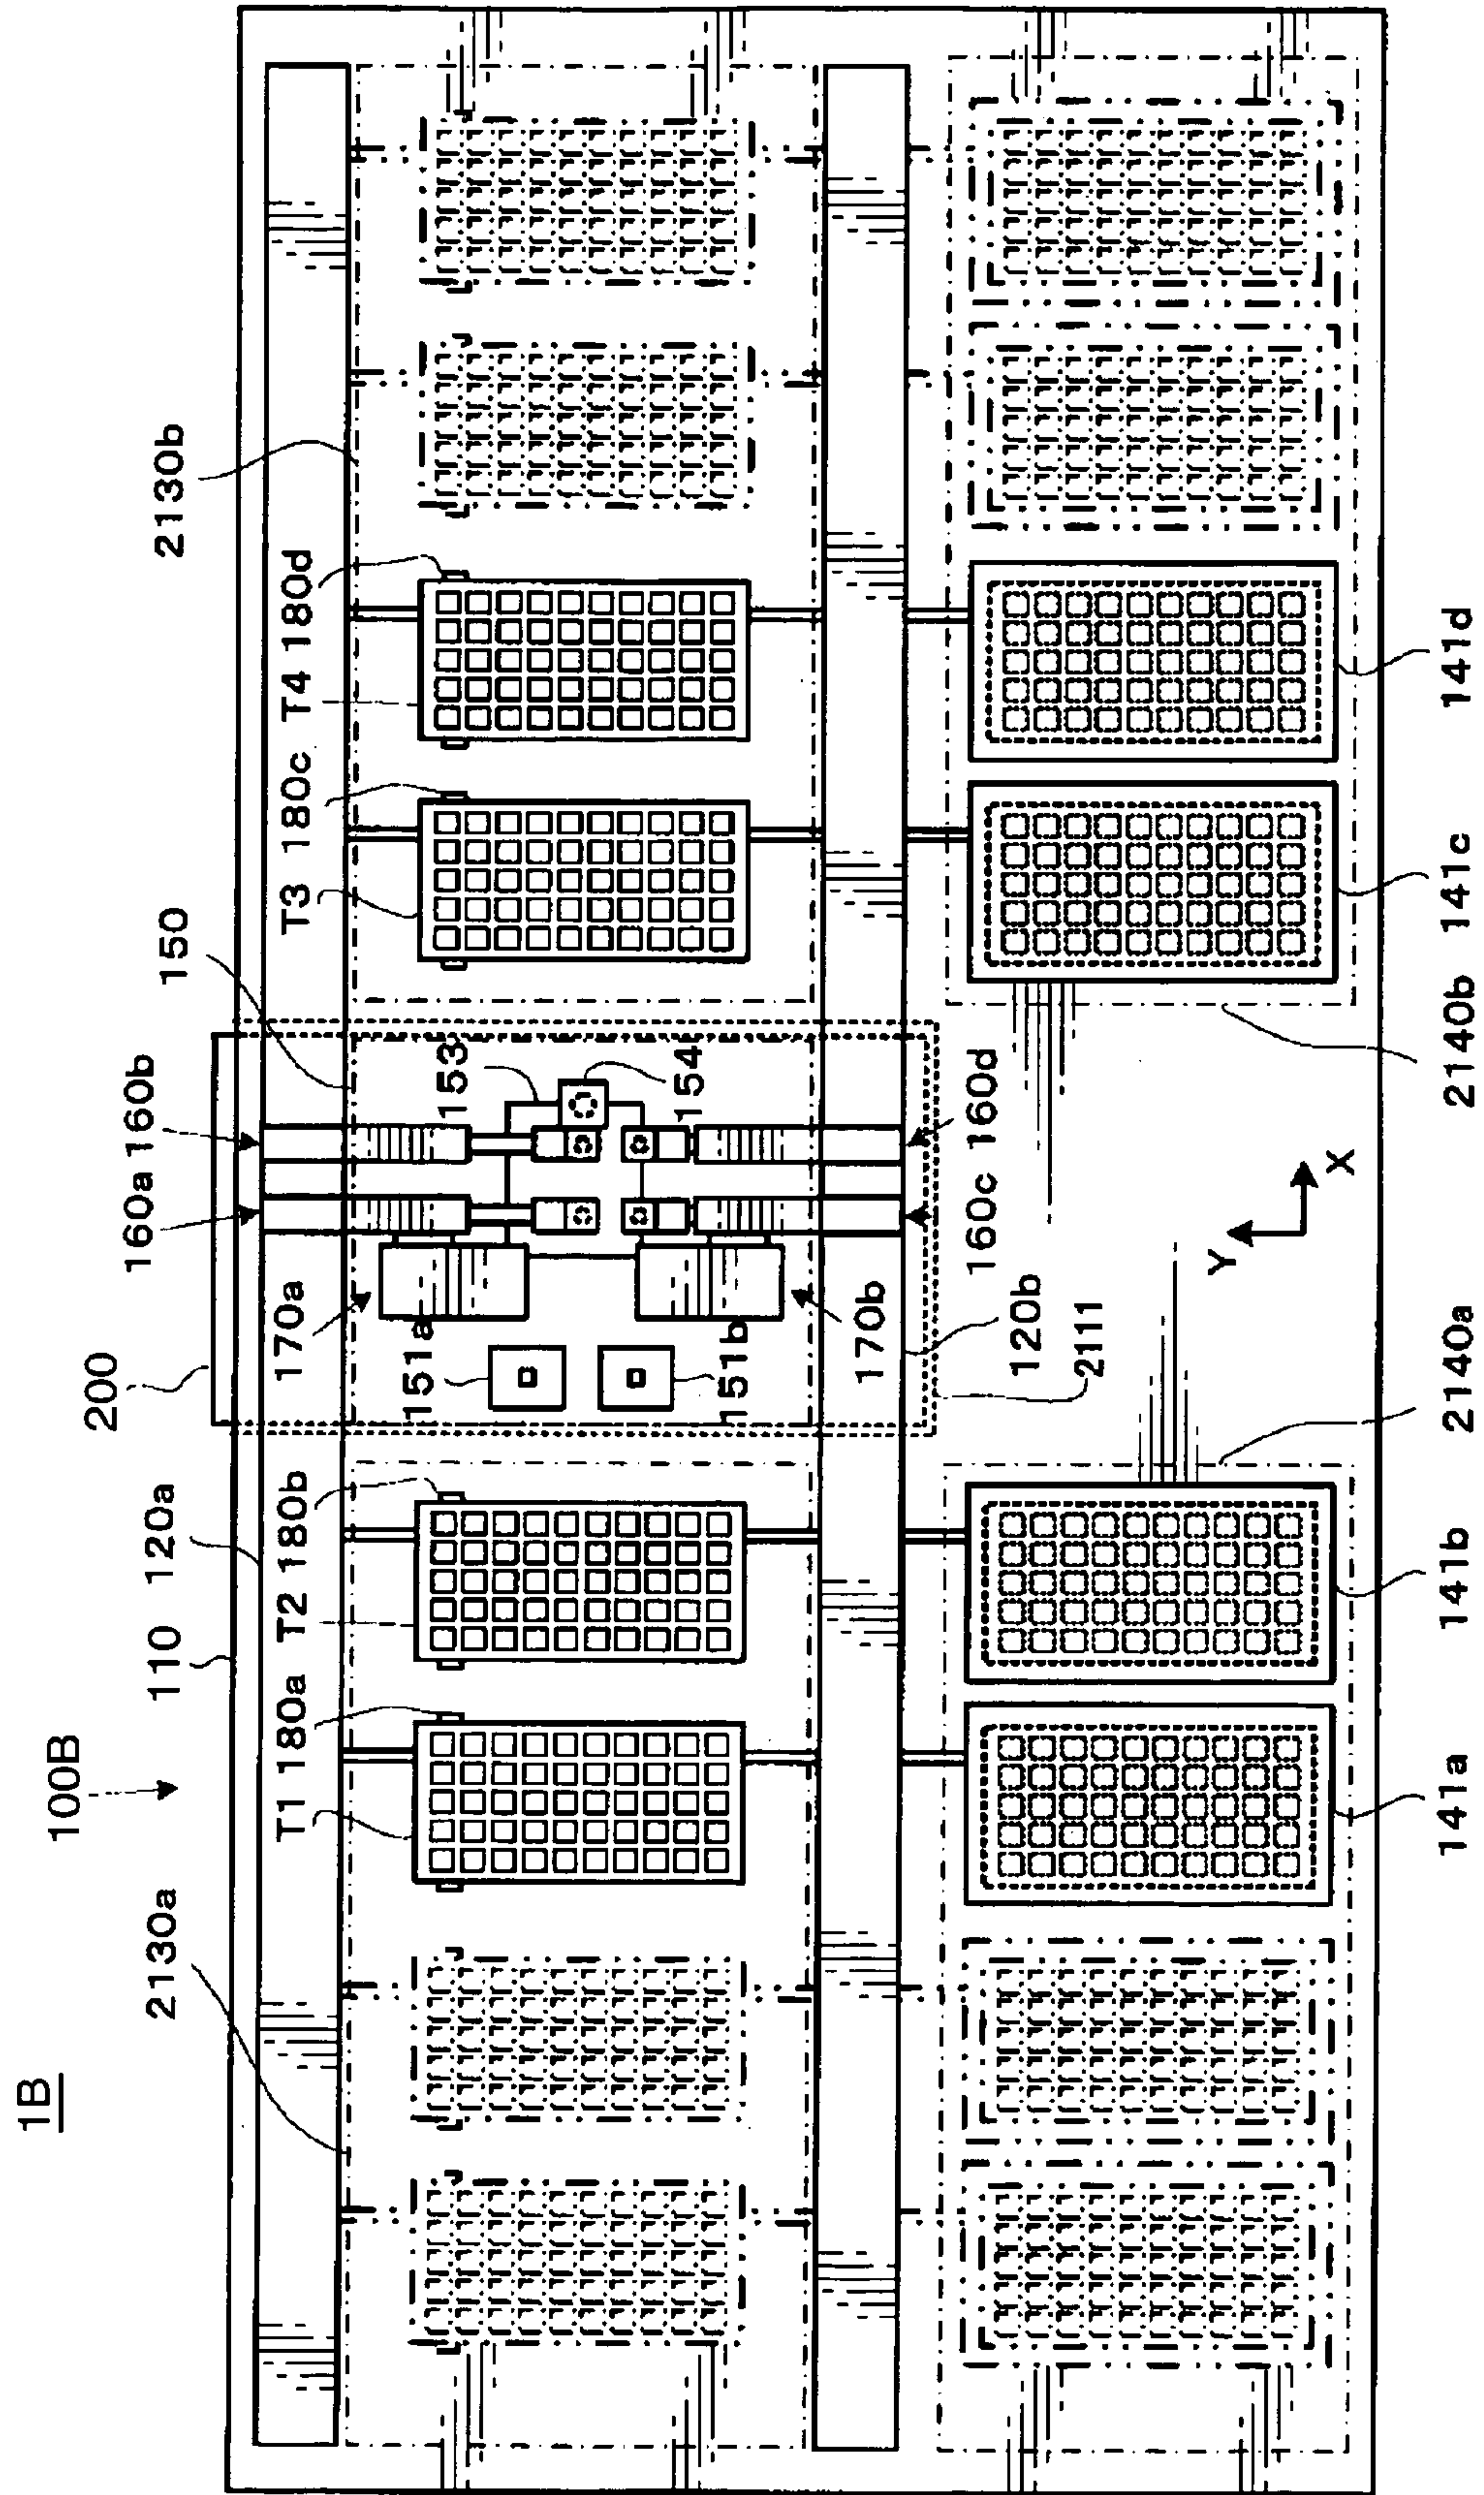 1B
100B
2130a
110
120a
200
160a
160b
150
2130b
T1
180a
T2
180b
170a
T3
180c
T4
180d
151a
151b
153
154
170b
160c
160d
120b
2111
Y
X
141a
141b
2140a
2140b
141c
141d